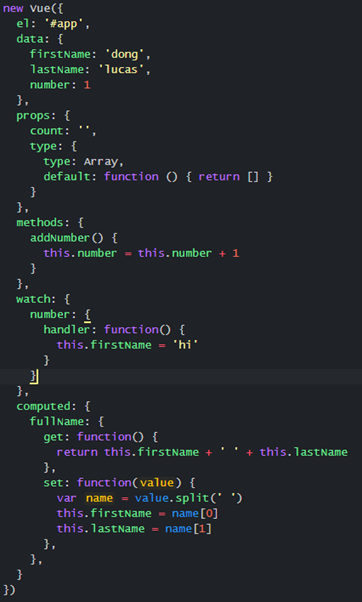 new Vue({
  el: '#app',
  data: {
    firstName: 'dong',
    lastName: 'lucas',
    number: 1
  },
  props: {
    count: '',
    type: {
      type: Array,
      default: function () { return [] }
    }
  },
  methods: {
    addNumber() {
      this.number = this.number + 1
    }
  },
  watch: {
    number: {
      handler: function() {
        this.firstName = 'hi'
      }
    }
  },
  computed: {
    fullName: {
      get: function() {
        return this.firstName + ' ' + this.lastName
      },
      set: function(value) {
        var name = value.split(' ')
        this.firstName = name[0]
        this.lastName = name[1]
      },
    },
  }
})